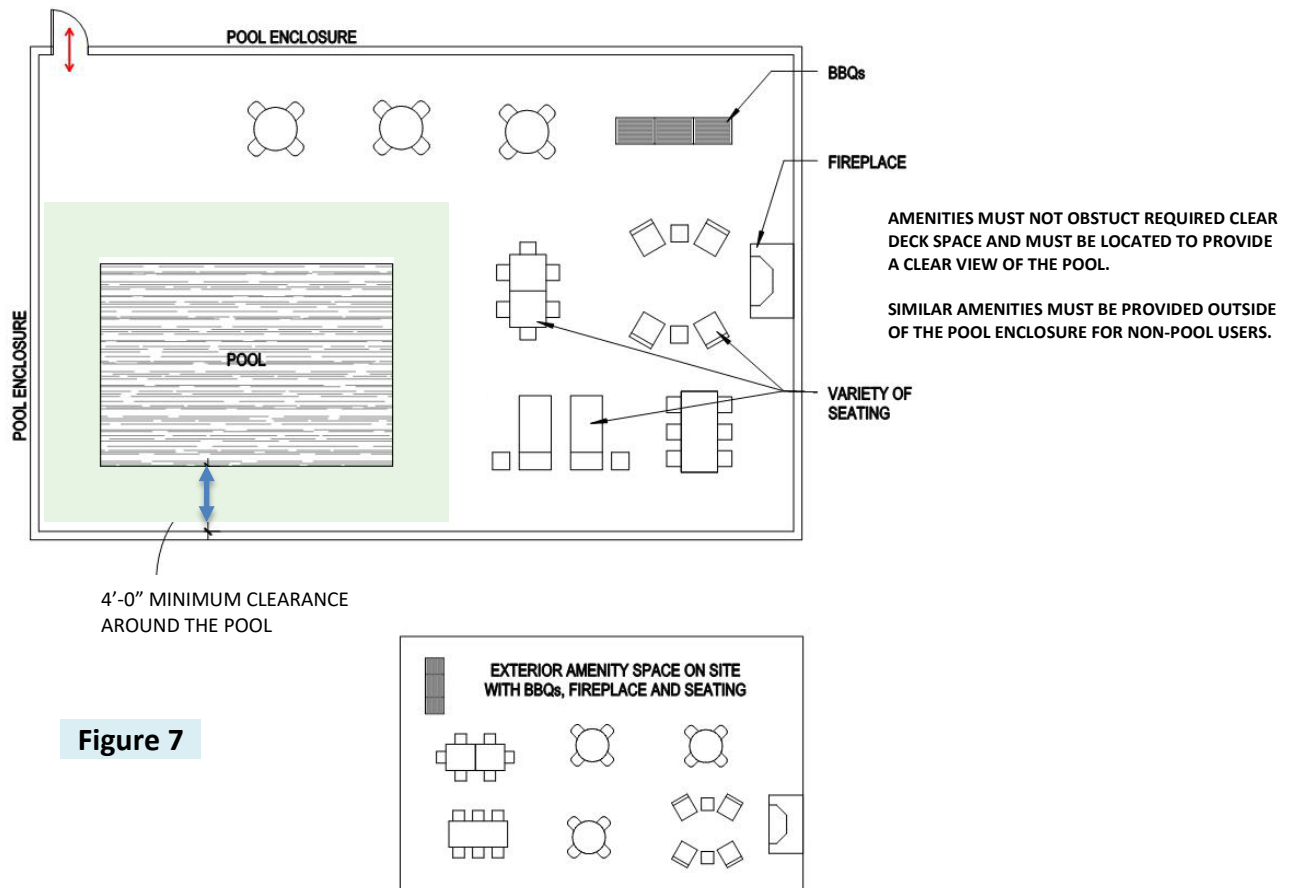 POOL ENCLOSURE
BBQs
FIREPLACE
AMENITIES MUST NOT OBSTUCT REQUIRED CLEAR
DECK SPACE AND MUST BE LOCATED TO PROVIDE
A CLEAR VIEW OF THE POOL.
SIMILAR AMENITIES MUST BE PROVIDED OUTSIDE
OF THE POOL ENCLOSURE FOR NON-POOL USERS.
POOL ENCLOSURE
POOL
VARIETY OF
SEATING
4’-0” MINIMUM CLEARANCE
AROUND THE POOL
EXTERIOR AMENITY SPACE ON SITE
WITH BBQs, FIREPLACE AND SEATING
Figure 7